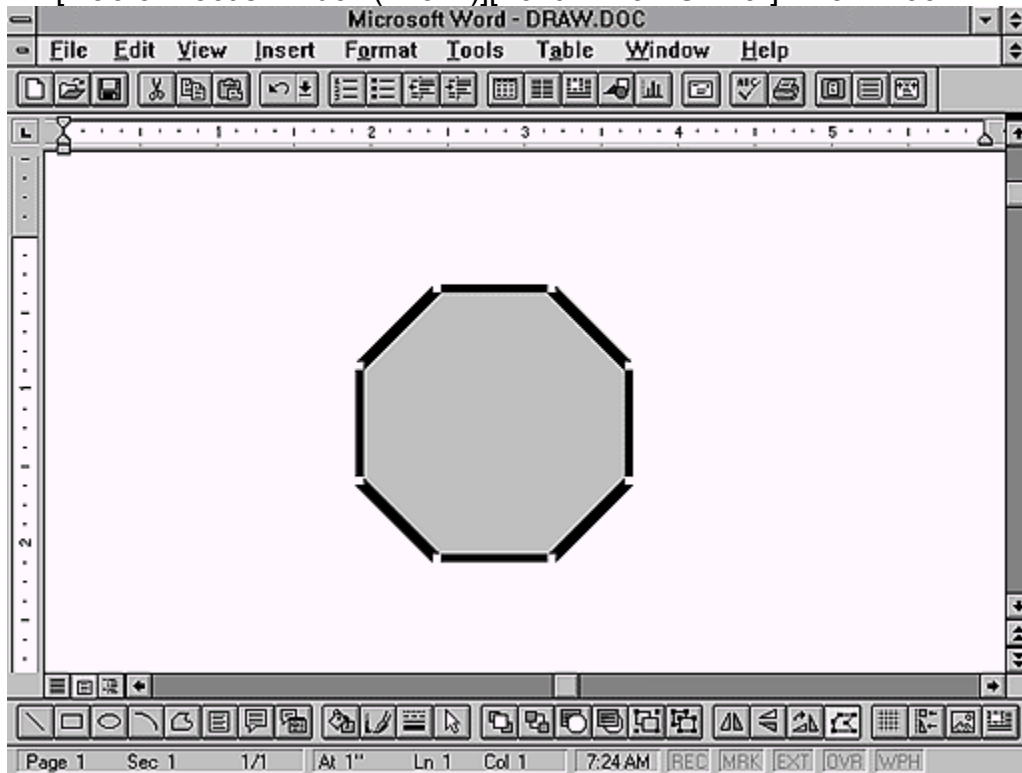 Microsoft Word - DRAW.DOC
File Edit View Insert Format Tools Table Window Help
ABC
L
1 2 3 4 5
1
2
Page 1 Sec 1 1/1 At 1" Ln 1 Col 1 7:24 AM REC MRK EXT OVR WPH